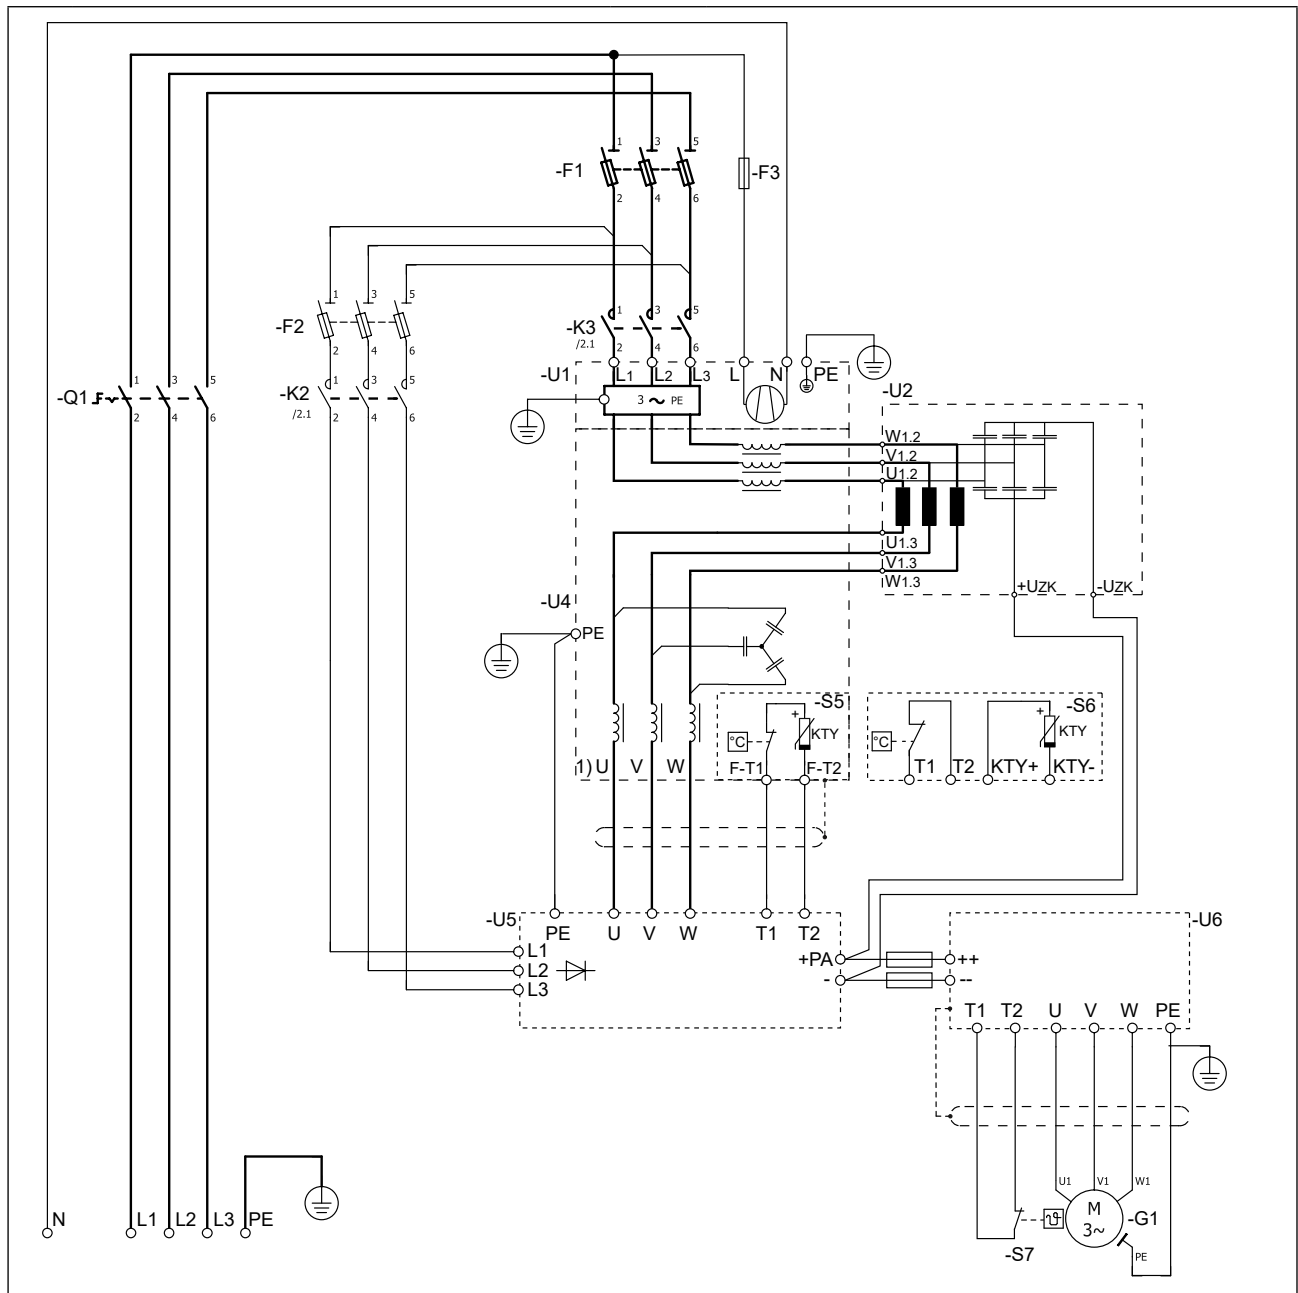 1 3 5
-F1
-F3
2 4 6
1 3 5
-F2
2 4 6
1 3 5
-K3
/2.1
2 4 6
-U1
L1 L2 L3 L N PE
1 3 5
-Q1
2 4 6
1 3 5
-K2
/2.1
2 4 6
3 ~ PE
-U2
W1.2
V1.2
U1.2
U1.3
V1.3
W1.3
+UZK -UZK
-U4
PE
-S5
+
°C
KTY
1) U V W F-T1 F-T2
-S6
+
°C
KTY
T1 T2 KTY+ KTY-
-U5
PE U V W T1 T2
L1
L2
L3
+PA
-
-U6
++
--
T1 T2 U V W PE
U1 V1 W1
M
3~
-G1
ϑ
-S7
PE
N L1 L2 L3 PE